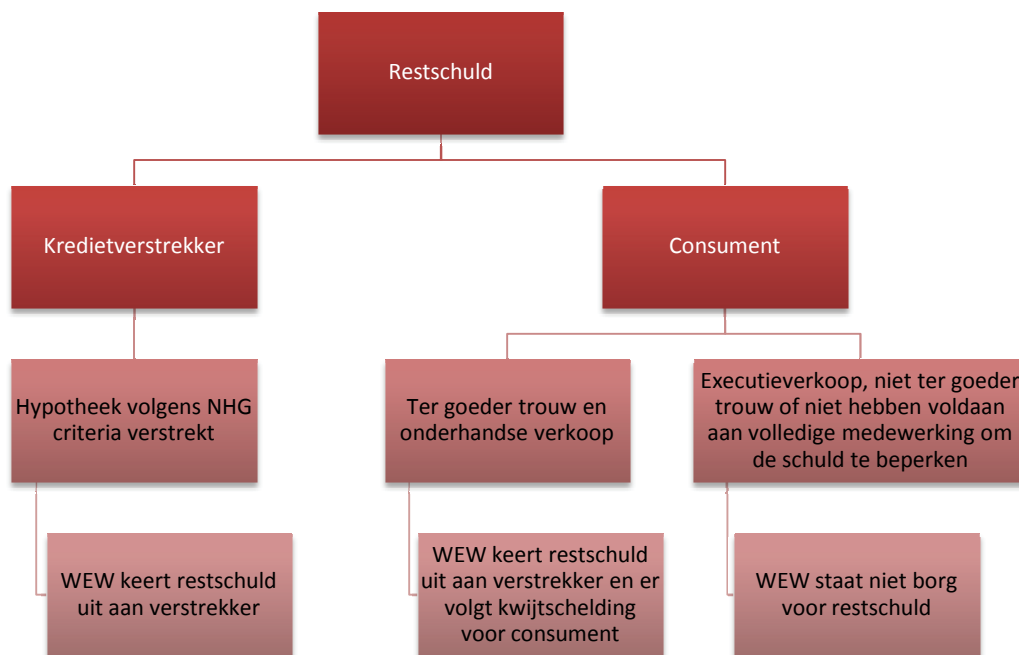 Restschuld
Kredietverstrekker
Consument
Hypotheek volgens NHG
criteria verstrekt
Ter goeder trouw en
onderhandse verkoop
Executieverkoop, niet ter goeder
trouw of niet hebben voldaan
aan volledige medewerking om
de schuld te beperken
WEW keert restschuld
uit aan verstrekker
WEW keert restschuld
uit aan verstrekker en er
volgt kwijtschelding
voor consument
WEW staat niet borg
voor restschuld